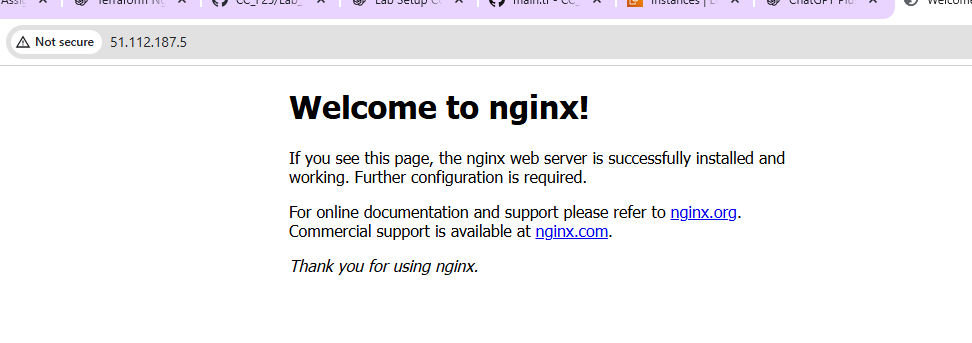 Terraform
CC_F25/Lab_
Lab Setup
main.tf - CC_
Instances |
ChatGPT
Welcome
Not secure
51.112.187.5
Welcome to nginx!
If you see this page, the nginx web server is successfully installed and
working. Further configuration is required.
For online documentation and support please refer to nginx.org.
Commercial support is available at nginx.com.
Thank you for using nginx.